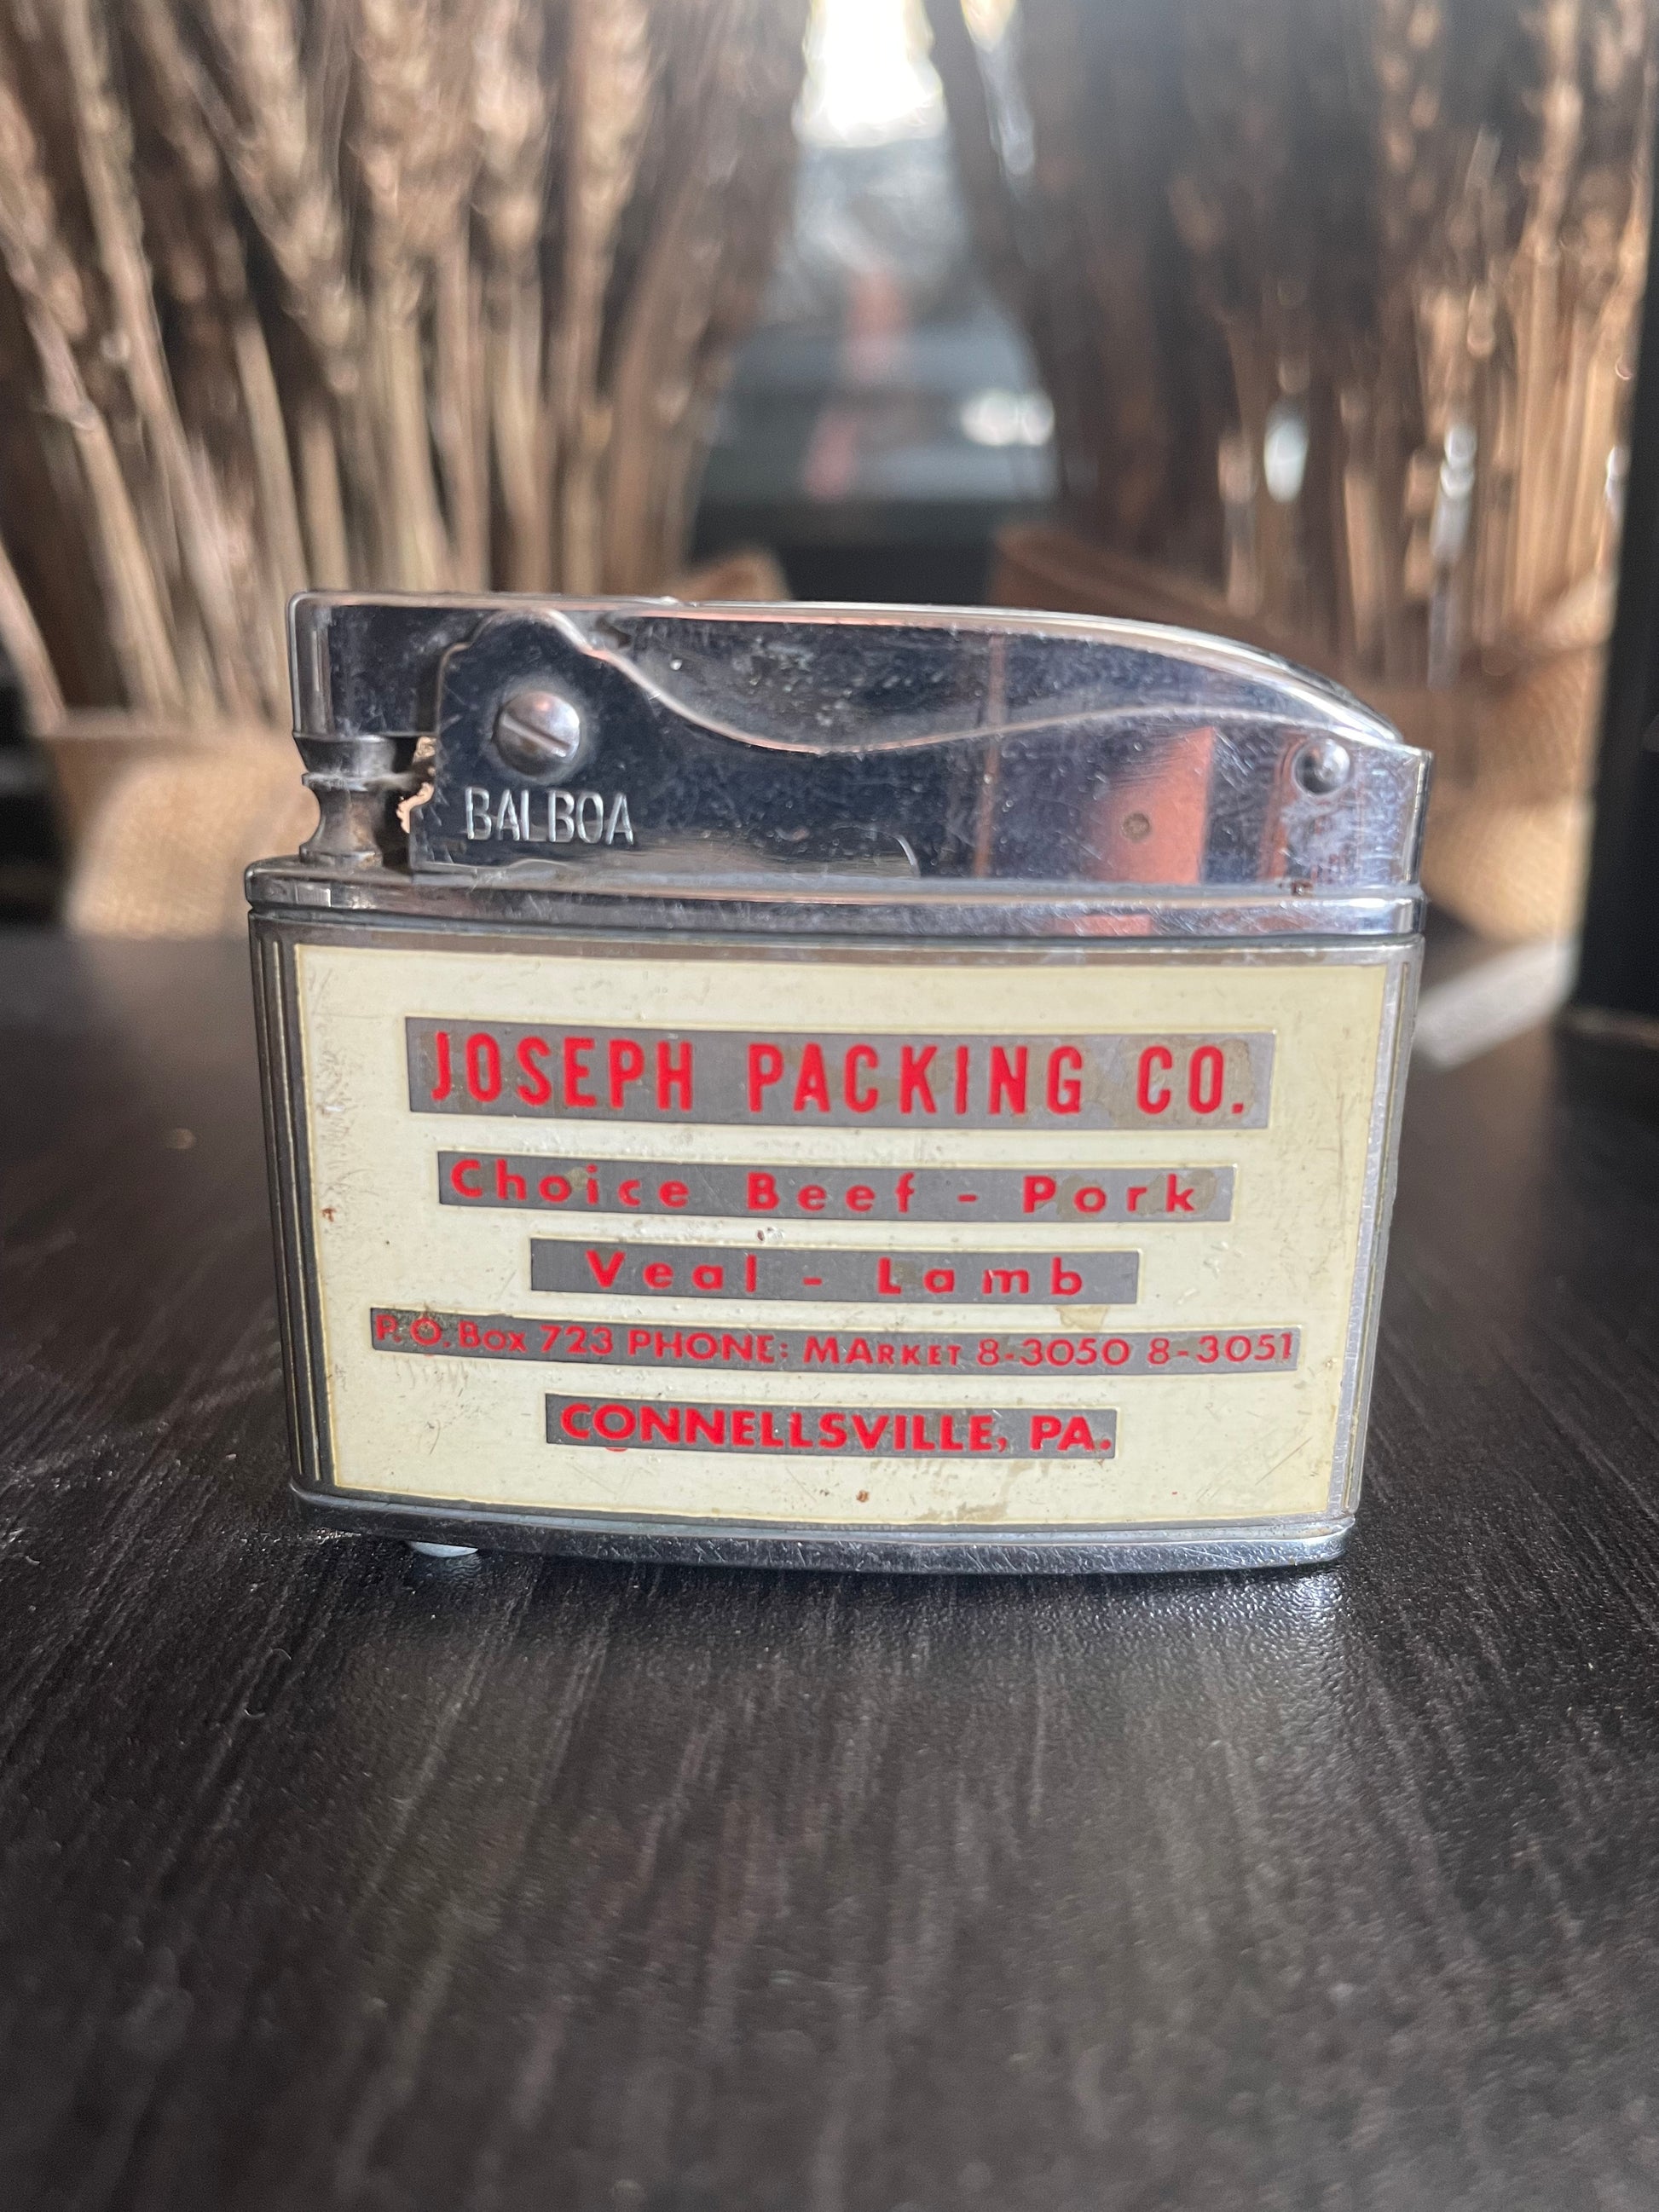 BALBOA
JOSEPH PACKING CO.
Choice Beef - Pork
Veal - Lamb
P.O. Box 723 PHONE: MARKET 8-3050 8-3051
CONNELLSVILLE, PA.